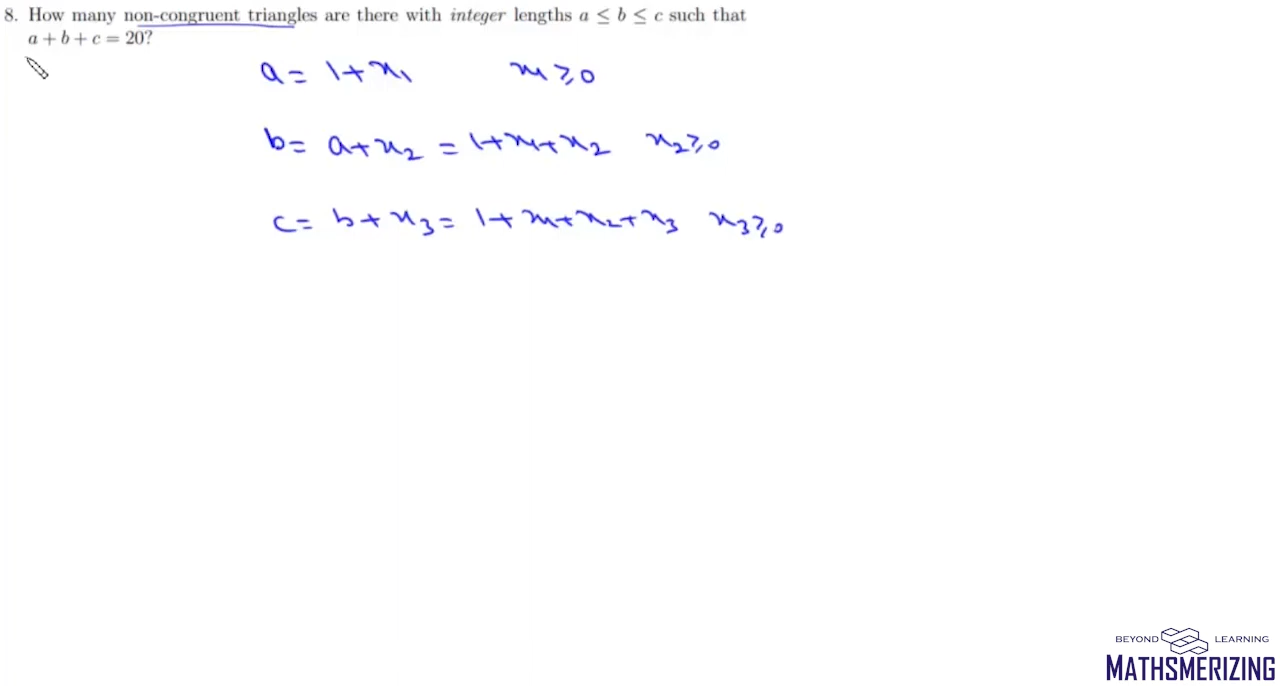 8. How many non-congruent triangles are there with integer lengths a ≤ b ≤ c such that
a + b + c = 20?
a = 1 + x₁ x₁ ≥ 0
b = a + x₂ = 1 + x₁ + x₂ x₂ ≥ 0
c = b + x₃ = 1 + x₁ + x₂ + x₃ x₃ ≥ 0
BEYOND LEARNING
MATHSMERIZING